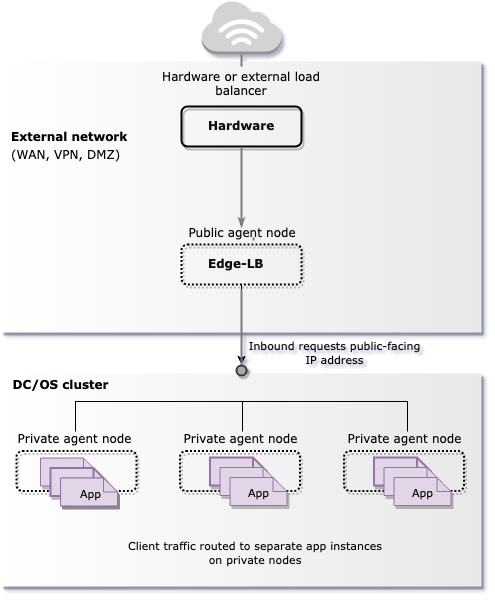 Hardware or external load
balancer
Hardware
External network
(WAN, VPN, DMZ)
Public agent node
Edge-LB
Inbound requests public-facing
IP address
DC/OS cluster
Private agent node
Private agent node
Private agent node
App
App
App
Client traffic routed to separate app instances
on private nodes